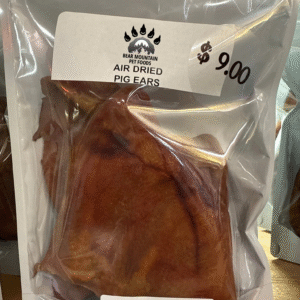 BEAR MOUNTAIN
PET FOODS
AIR DRIED
PIG EARS
$ 9.00